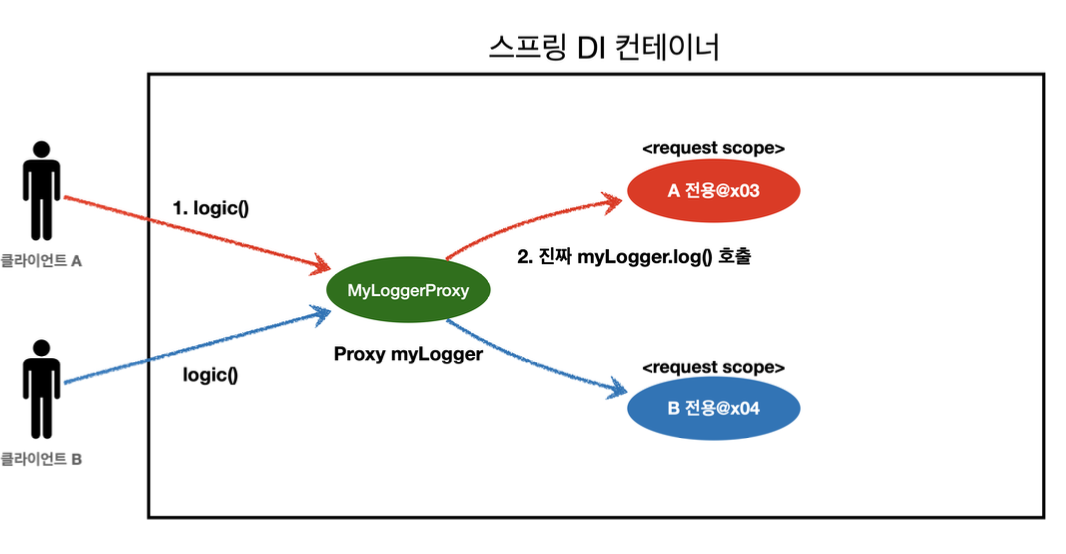 스프링 DI 컨테이너
<request scope>
A 전용@x03
1. logic()
2. 진짜 myLogger.log() 호출
클라이언트 A
MyLoggerProxy
Proxy myLogger
<request scope>
logic()
B 전용@x04
클라이언트 B